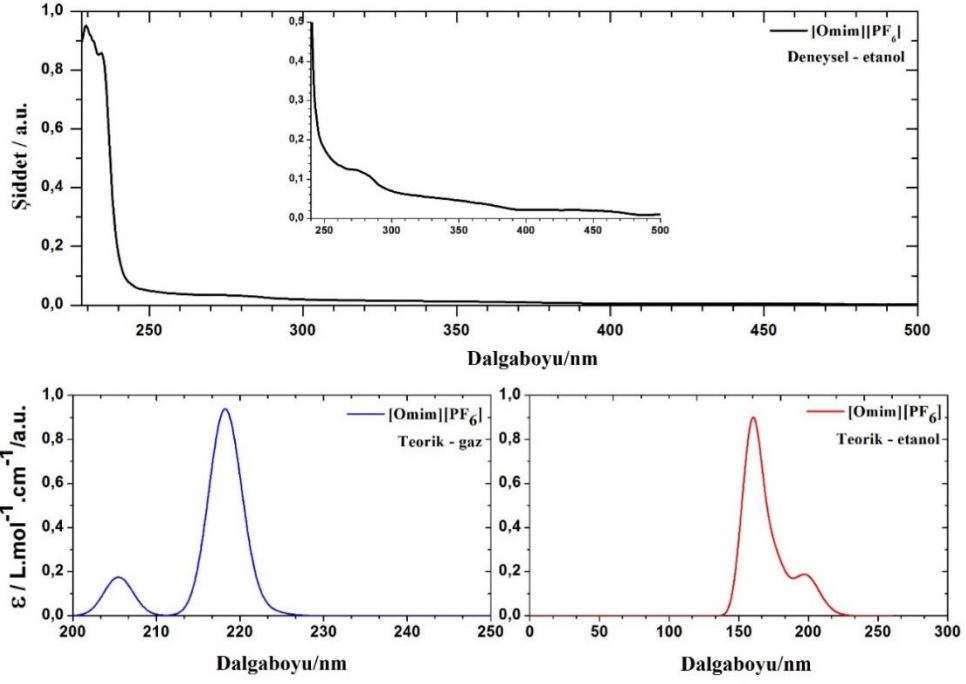 [Omim][PF6]
Deneysel - etanol
Şiddet / a.u.
1,0
0,8
0,6
0,4
0,2
0,0
250 300 350 400 450 500
0,5
0,4
0,3
0,2
0,1
0,0
250 300 350 400 450 500
Dalgaboyu/nm
[Omim][PF6]
Teorik - gaz
ε / L.mol-1.cm-1/a.u.
1,0
0,8
0,6
0,4
0,2
0,0
200 210 220 230 240 250
Dalgaboyu/nm
[Omim][PF6]
Teorik - etanol
1,0
0,8
0,6
0,4
0,2
0,0
0 50 100 150 200 250 300
Dalgaboyu/nm